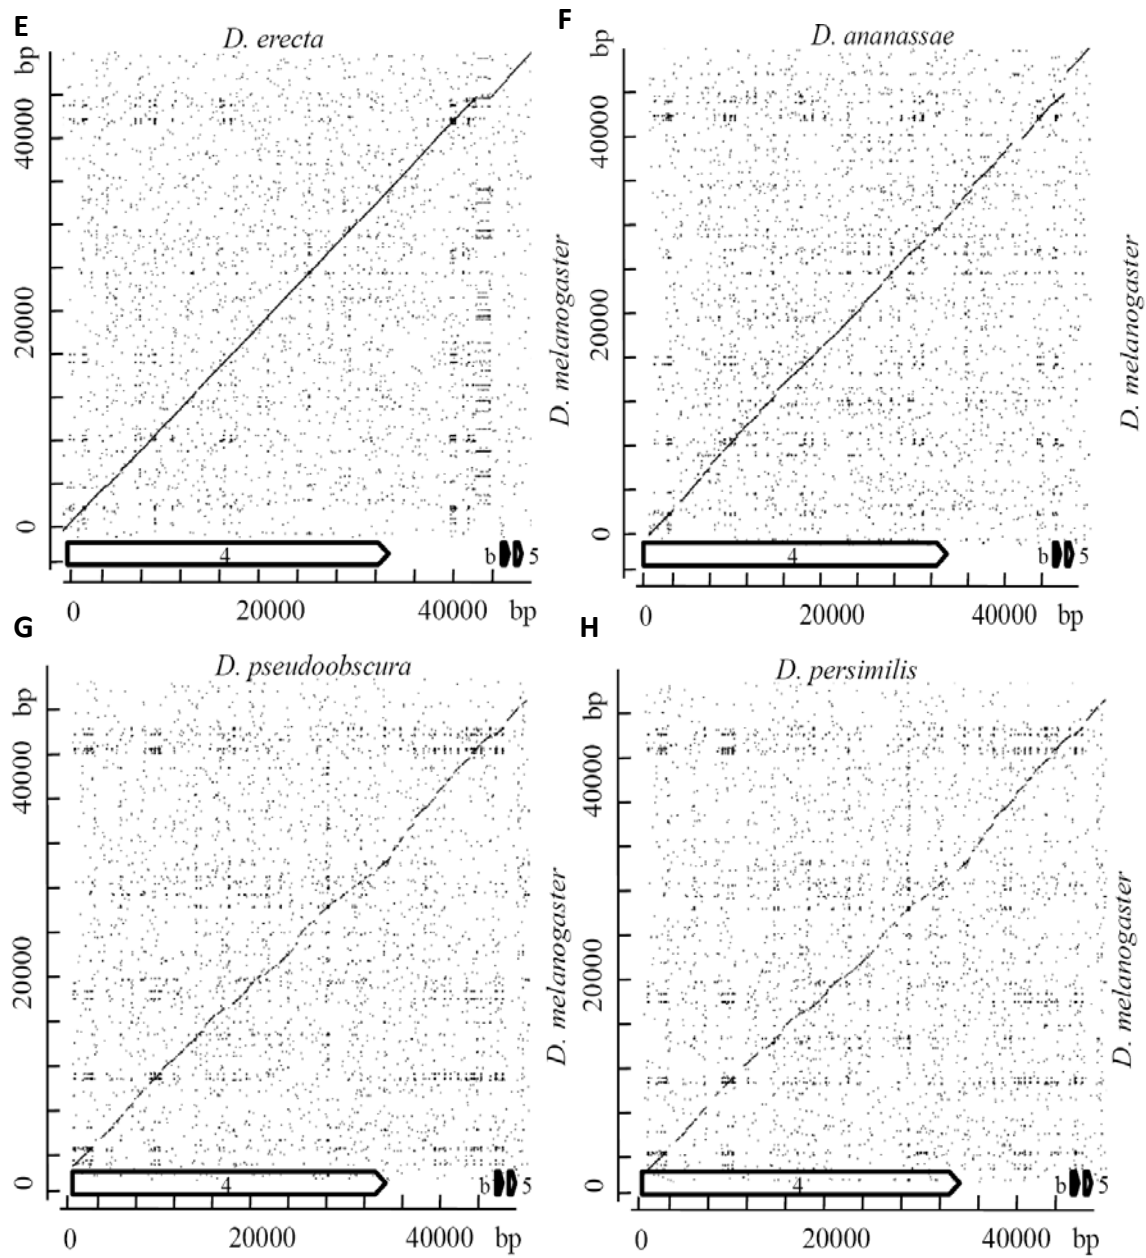 E
D. erecta
bp
40000
20000
0
D. melanogaster
4
b 5
0 20000 40000 bp
F
D. ananassae
bp
40000
20000
0
D. melanogaster
4
b 5
0 20000 40000 bp
G
D. pseudoobscura
bp
40000
20000
0
D. melanogaster
4
b 5
0 20000 40000 bp
H
D. persimilis
bp
40000
20000
0
D. melanogaster
4
b 5
0 20000 40000 bp